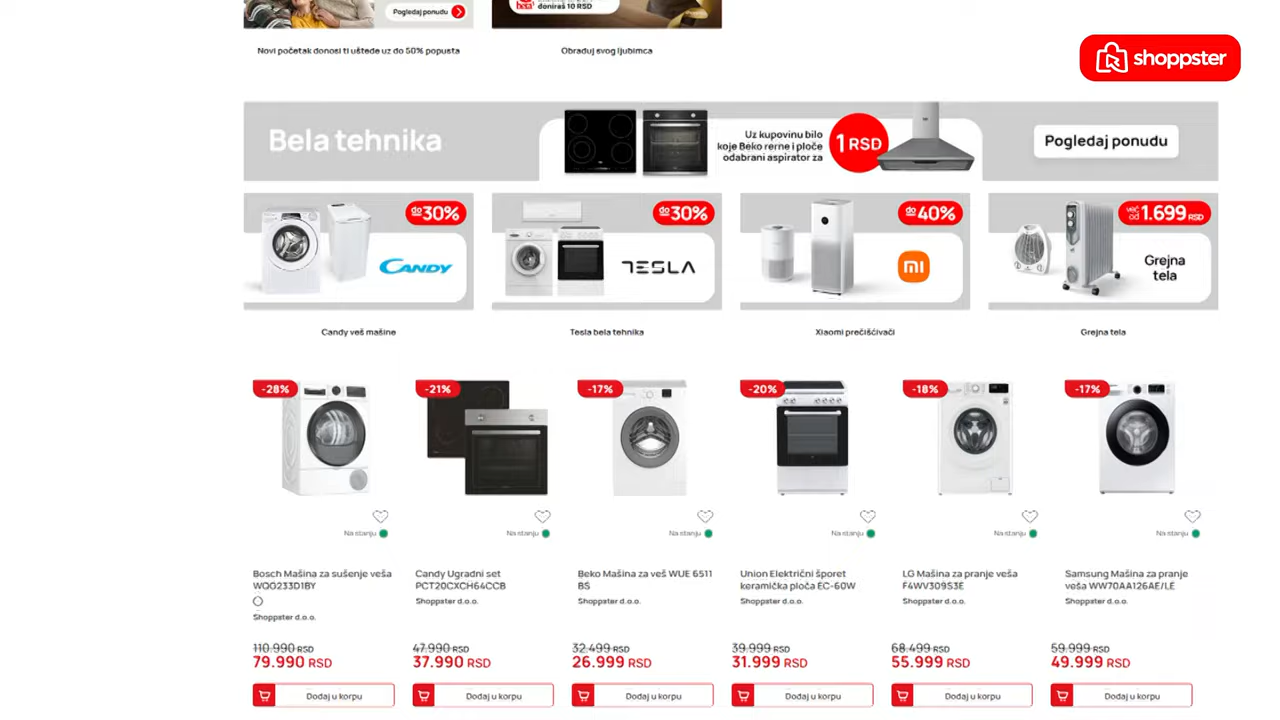 Pogledaj ponudu
doniraš 10 RSD
Novi početak donosi ti uštede uz do 50% popusta
Obraduj svog ljubimca
shoppster
Bela tehnika
Uz kupovinu bilo
koje Beko rerne i ploče
odabrani aspirator za
1 RSD
Pogledaj ponudu
do 30%
CANDY
do 30%
TESLA
do 40%
mi
već od 1.699 RSD
Grejna
tela
Candy veš mašine
Tesla bela tehnika
Xiaomi prečišćivači
Grejna tela
-28%
-21%
-17%
-20%
-18%
-17%
Na stanju
Na stanju
Na stanju
Na stanju
Na stanju
Na stanju
Bosch Mašina za sušenje veša
WQG233D1BY
Shoppster d.o.o.
110.990 RSD
79.990 RSD
Dodaj u korpu
Candy Ugradni set
PCT20CXCH64CCB
Shoppster d.o.o.
47.990 RSD
37.990 RSD
Dodaj u korpu
Beko Mašina za veš WUE 6511
BS
Shoppster d.o.o.
32.499 RSD
26.999 RSD
Dodaj u korpu
Union Električni šporet
keramička ploča EC-60W
Shoppster d.o.o.
39.999 RSD
31.999 RSD
Dodaj u korpu
LG Mašina za pranje veša
F4WV309S3E
Shoppster d.o.o.
68.499 RSD
55.999 RSD
Dodaj u korpu
Samsung Mašina za pranje
veša WW70AA126AE/LE
Shoppster d.o.o.
59.999 RSD
49.999 RSD
Dodaj u korpu